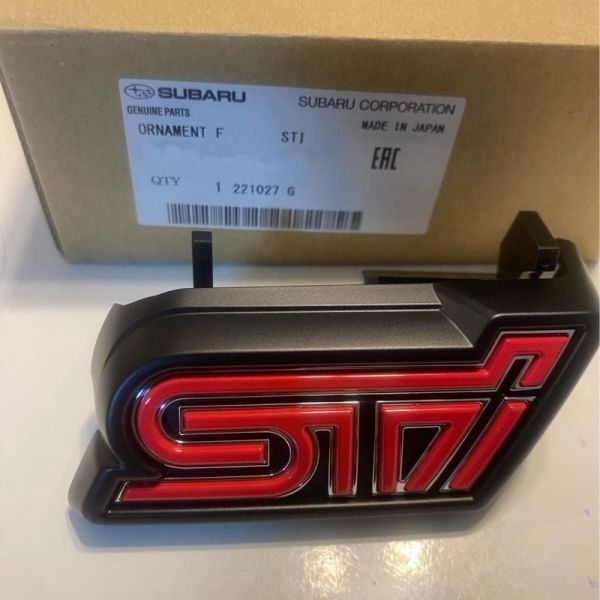 SUBARU SUBARU CORPORATION
GENUINE PARTS MADE IN JAPAN
ORNAMENT F STI
EAC
QTY 1 221027 G
STI